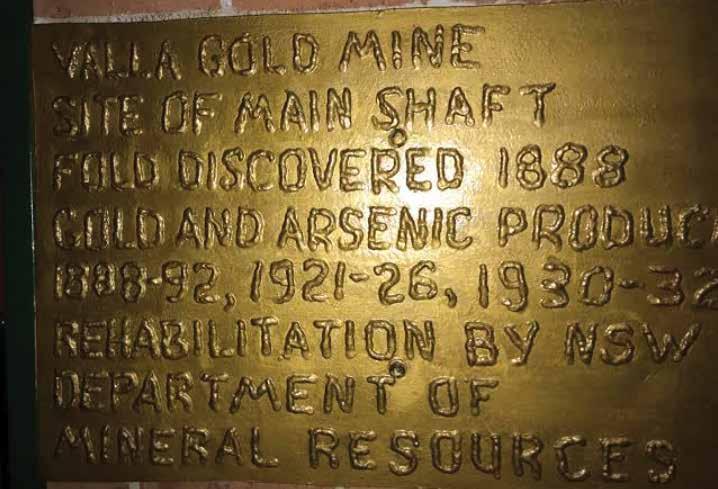 VALLA GOLD MINE
SITE OF MAIN SHAFT
FOLD DISCOVERED 1888
GOLD AND ARSENIC PRODUC
1888-92, 1921-26, 1930-32
REHABILITATION BY NSW
DEPARTMENT OF
MINERAL RESOURCES